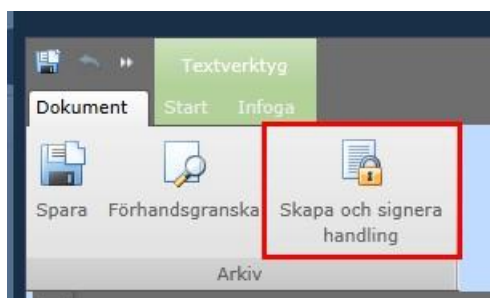 Textverktyg
Dokument Start Infoga
Spara Förhandsgranska Skapa och signera
handling
Arkiv